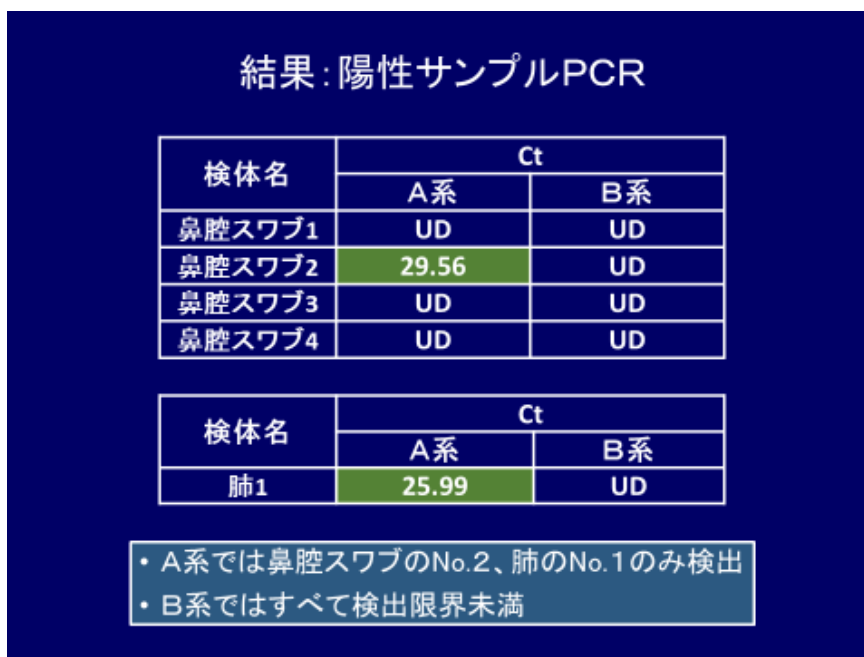 結果:陽性サンプルPCR
検体名 Ct
A系 B系
鼻腔スワブ1 UD UD
鼻腔スワブ2 29.56 UD
鼻腔スワブ3 UD UD
鼻腔スワブ4 UD UD
検体名 Ct
A系 B系
肺1 25.99 UD
・A系では鼻腔スワブのNo.2、肺のNo.1のみ検出
・B系ではすべて検出限界未満